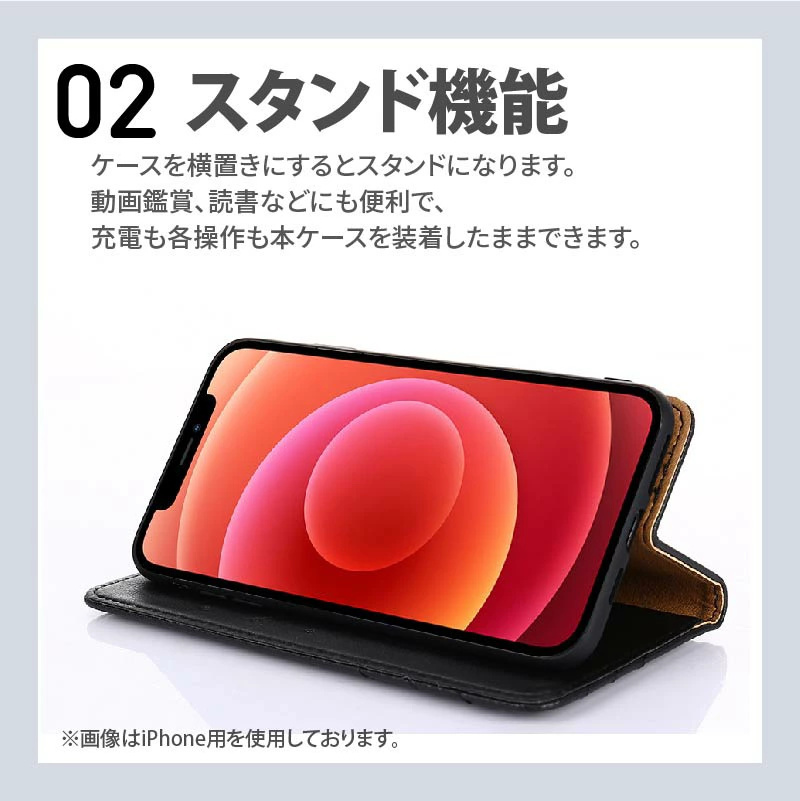 02 スタンド機能
ケースを横置きにするとスタンドになります。
動画鑑賞、読書などにも便利で、
充電も各操作も本ケースを装着したままできます。
※画像はiPhone用を使用しております。